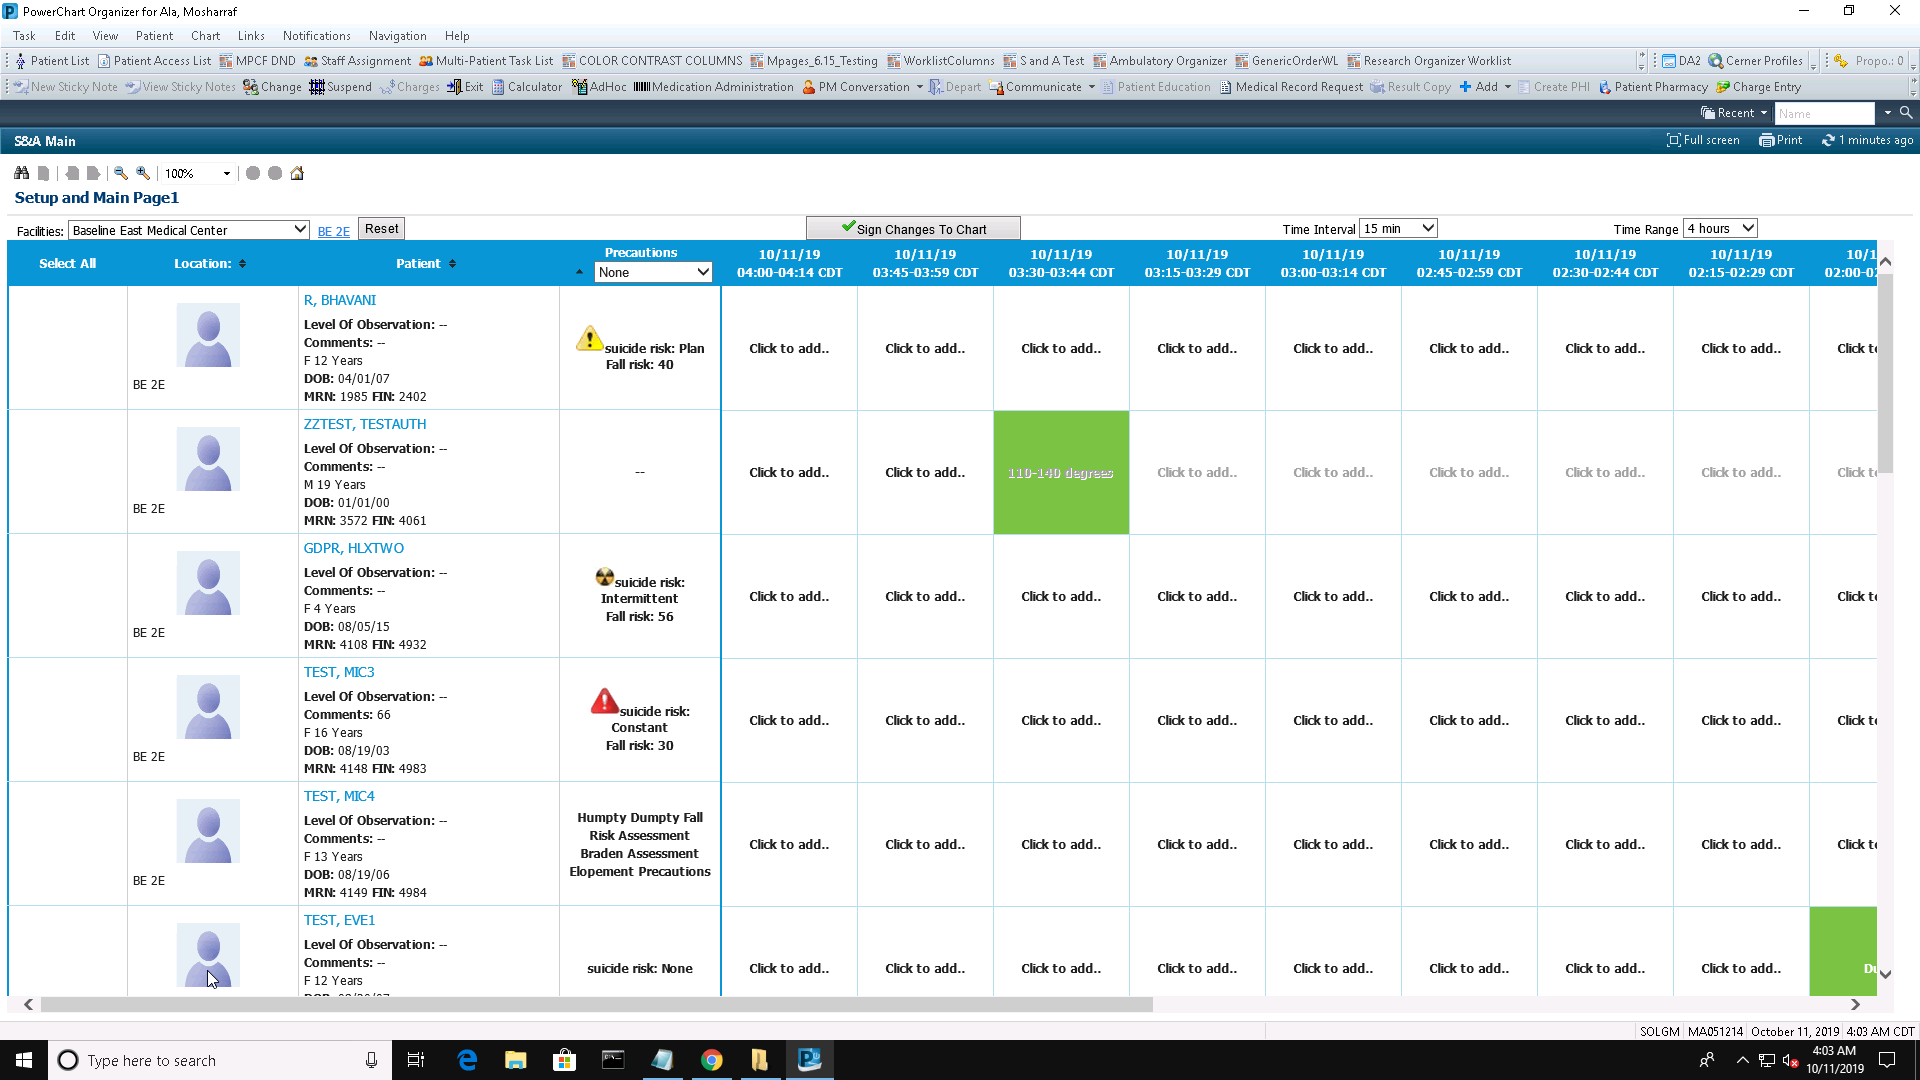 PowerChart Organizer for Ala, Mosharraf
Task Edit View Patient Chart Links Notifications Navigation Help
Patient List Patient Access List MPCF DND Staff Assignment Multi-Patient Task List COLOR CONTRAST COLUMNS Mpages_6.15_Testing WorklistColumns S and A Test Ambulatory Organizer GenericOrderWL Research Organizer Worklist DA2 Cerner Profiles Propo.: 0
New Sticky Note View Sticky Notes Change Suspend Charges Exit Calculator AdHoc Medication Administration PM Conversation Depart Communicate Patient Education Medical Record Request Result Copy Add Create PHI Patient Pharmacy Charge Entry
Recent Name
S&A Main Full screen Print 1 minutes ago
100%
Setup and Main Page1
Facilities: Baseline East Medical Center BE 2E Reset Sign Changes To Chart Time Interval 15 min Time Range 4 hours
Select All Location: Patient Precautions None
10/11/19 10/11/19 10/11/19 10/11/19 10/11/19 10/11/19 10/11/19 10/11/19 10/1
04:00-04:14 CDT 03:45-03:59 CDT 03:30-03:44 CDT 03:15-03:29 CDT 03:00-03:14 CDT 02:45-02:59 CDT 02:30-02:44 CDT 02:15-02:29 CDT 02:00-0
R, BHAVANI
Level Of Observation: --
Comments: --
F 12 Years
DOB: 04/01/07
MRN: 1985 FIN: 2402
BE 2E
suicide risk: Plan
Fall risk: 40
Click to add.. Click to add.. Click to add.. Click to add.. Click to add.. Click to add.. Click to add.. Click to add.. Click t
ZZTEST, TESTAUTH
Level Of Observation: --
Comments: --
M 19 Years
DOB: 01/01/00
MRN: 3572 FIN: 4061
BE 2E
--
Click to add.. Click to add.. 110-140 degrees Click to add.. Click to add.. Click to add.. Click to add.. Click to add.. Click t
GDPR, HLXTWO
Level Of Observation: --
Comments: --
F 4 Years
DOB: 08/05/15
MRN: 4108 FIN: 4932
BE 2E
suicide risk:
Intermittent
Fall risk: 56
Click to add.. Click to add.. Click to add.. Click to add.. Click to add.. Click to add.. Click to add.. Click to add.. Click t
TEST, MIC3
Level Of Observation: --
Comments: 66
F 16 Years
DOB: 08/19/03
MRN: 4148 FIN: 4983
BE 2E
suicide risk:
Constant
Fall risk: 30
Click to add.. Click to add.. Click to add.. Click to add.. Click to add.. Click to add.. Click to add.. Click to add.. Click t
TEST, MIC4
Level Of Observation: --
Comments: --
F 13 Years
DOB: 08/19/06
MRN: 4149 FIN: 4984
BE 2E
Humpty Dumpty Fall
Risk Assessment
Braden Assessment
Elopement Precautions
Click to add.. Click to add.. Click to add.. Click to add.. Click to add.. Click to add.. Click to add.. Click to add.. Click t
TEST, EVE1
Level Of Observation: --
Comments: --
F 12 Years
suicide risk: None
Click to add.. Click to add.. Click to add.. Click to add.. Click to add.. Click to add.. Click to add.. Click to add.. Du
SOLGM MA051214 October 11, 2019 4:03 AM CDT
Type here to search
4:03 AM
10/11/2019